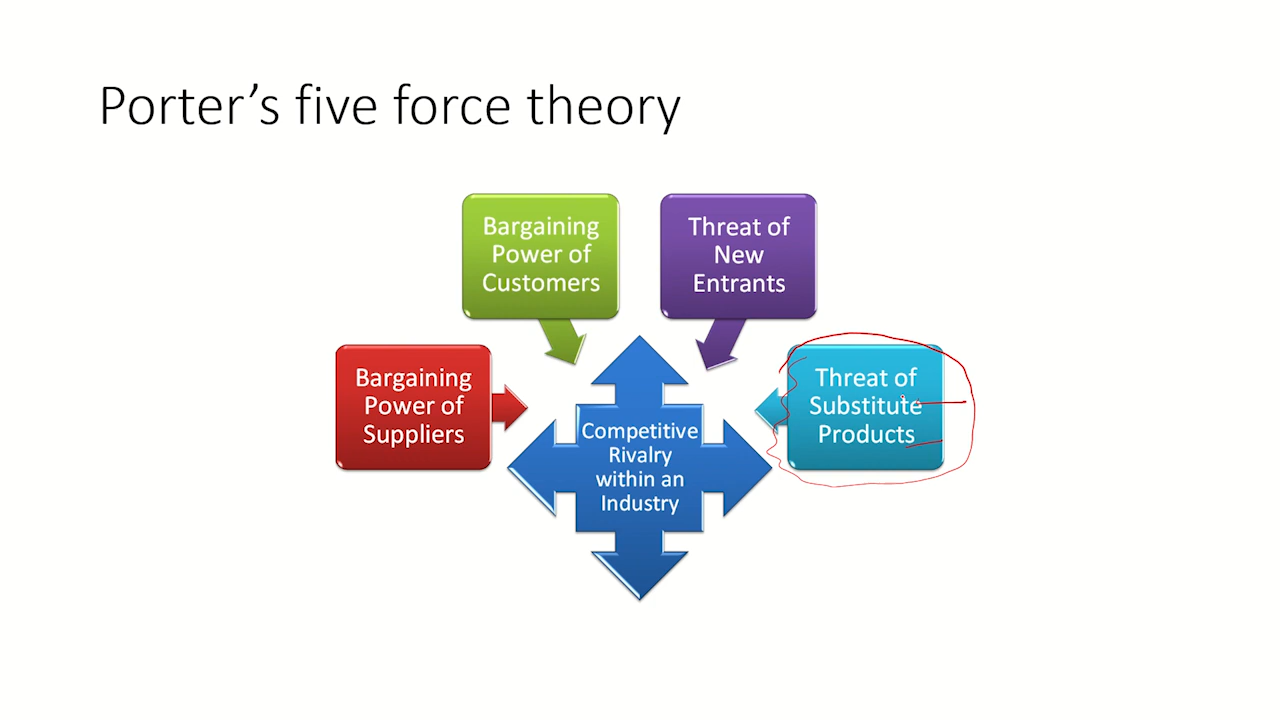 Porter’s five force theory
Bargaining
Power of
Customers
Threat of
New
Entrants
Bargaining
Power of
Suppliers
Competitive
Rivalry
within an
Industry
Threat of
Substitute
Products